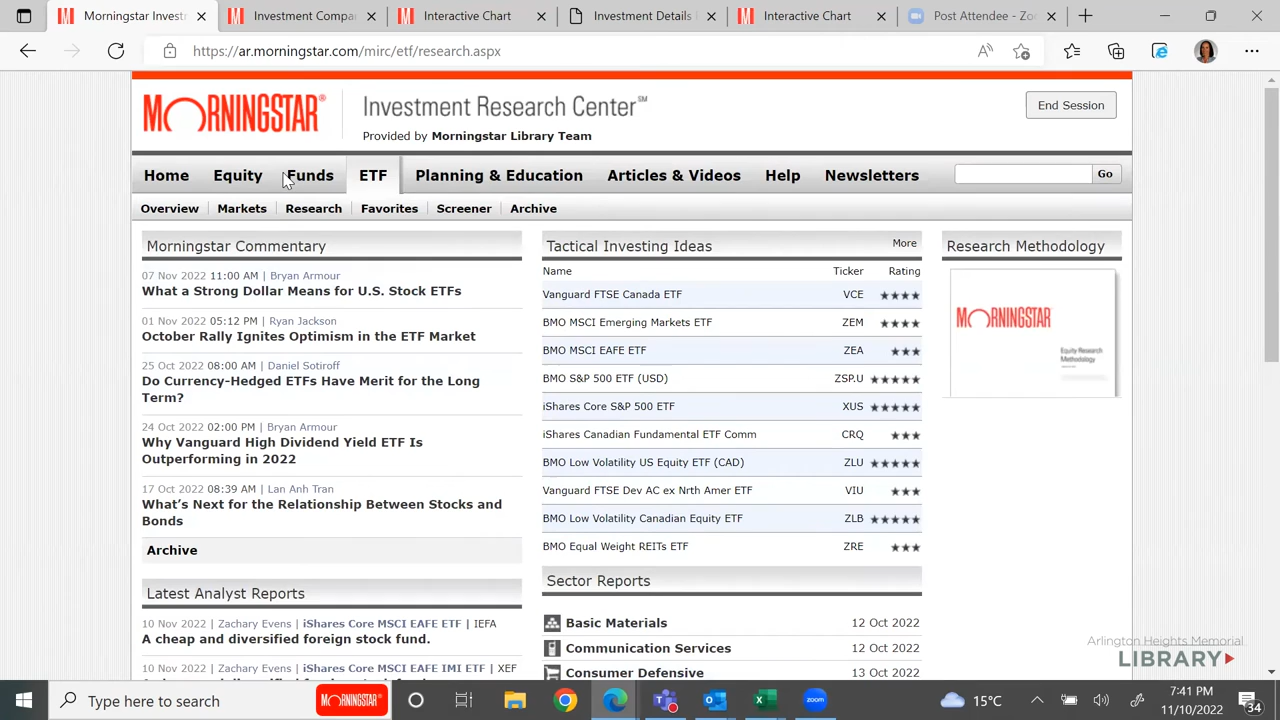 Morningstar Invest
Investment Compa
Interactive Chart
Investment Details
Interactive Chart
Post Attendee - Zo
https://ar.morningstar.com/mirc/etf/research.aspx
MORNINGSTAR®
Investment Research Center℠
Provided by Morningstar Library Team
End Session
Home
Equity
Funds
ETF
Planning & Education
Articles & Videos
Help
Newsletters
Go
Overview
Markets
Research
Favorites
Screener
Archive
Morningstar Commentary
07 Nov 2022 11:00 AM | Bryan Armour
What a Strong Dollar Means for U.S. Stock ETFs
01 Nov 2022 05:12 PM | Ryan Jackson
October Rally Ignites Optimism in the ETF Market
25 Oct 2022 08:00 AM | Daniel Sotiroff
Do Currency-Hedged ETFs Have Merit for the Long
Term?
24 Oct 2022 02:00 PM | Bryan Armour
Why Vanguard High Dividend Yield ETF Is
Outperforming in 2022
17 Oct 2022 08:39 AM | Lan Anh Tran
What's Next for the Relationship Between Stocks and
Bonds
Archive
Latest Analyst Reports
10 Nov 2022 | Zachary Evens | iShares Core MSCI EAFE ETF | IEFA
A cheap and diversified foreign stock fund.
10 Nov 2022 | Zachary Evens | iShares Core MSCI EAFE IMI ETF | XEF
Tactical Investing Ideas
More
Name Ticker Rating
Vanguard FTSE Canada ETF VCE ★★★★
BMO MSCI Emerging Markets ETF ZEM ★★★★
BMO MSCI EAFE ETF ZEA ★★★
BMO S&P 500 ETF (USD) ZSP.U ★★★★★
iShares Core S&P 500 ETF XUS ★★★★★
iShares Canadian Fundamental ETF Comm CRQ ★★★
BMO Low Volatility US Equity ETF (CAD) ZLU ★★★★★
Vanguard FTSE Dev AC ex Nrth Amer ETF VIU ★★★
BMO Low Volatility Canadian Equity ETF ZLB ★★★★★
BMO Equal Weight REITs ETF ZRE ★★★
Sector Reports
Basic Materials 12 Oct 2022
Communication Services 12 Oct 2022
Consumer Defensive 13 Oct 2022
Research Methodology
MORNINGSTAR
Equity Research
Methodology
Arlington Heights Memorial
LIBRARY
Type here to search
MORNINGSTAR
zoom
15°C
7:41 PM
11/10/2022
34